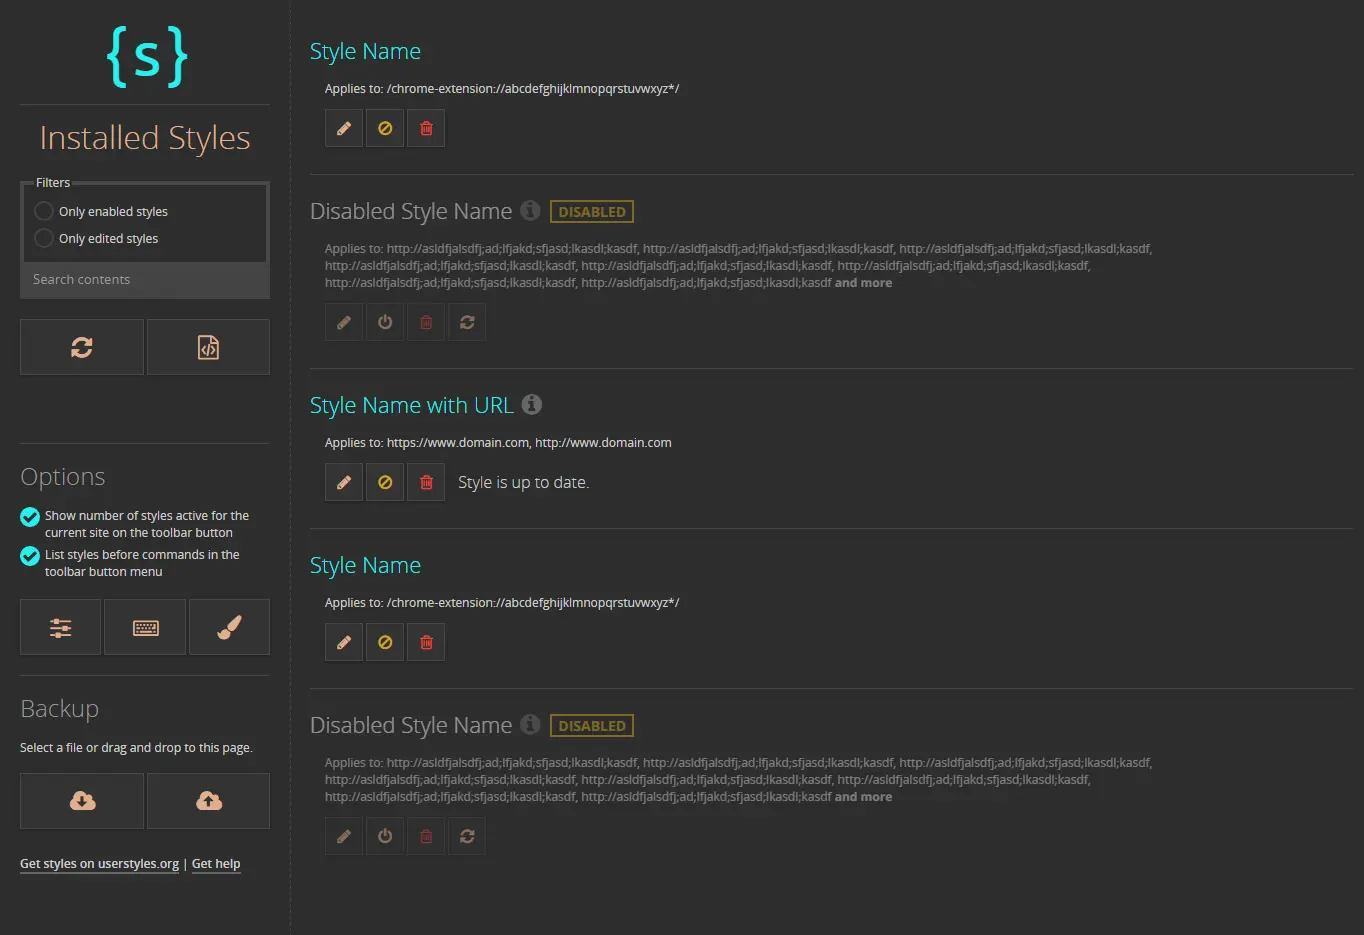 {s}
Installed Styles
Filters
Only enabled styles
Only edited styles
Search contents
Options
Show number of styles active for the
current site on the toolbar button
List styles before commands in the
toolbar button menu
Backup
Select a file or drag and drop to this page.
Get styles on userstyles.org | Get help
Style Name
Applies to: /chrome-extension://abcdefghijklmnopqrstuvwxyz*/
Disabled Style Name DISABLED
Applies to: http://asldfjalsdfj;ad;lfjakd;sfjasd;lkasdl;kasdf, http://asldfjalsdfj;ad;lfjakd;sfjasd;lkasdl;kasdf, http://asldfjalsdfj;ad;lfjakd;sfjasd;lkasdl;kasdf,
http://asldfjalsdfj;ad;lfjakd;sfjasd;lkasdl;kasdf, http://asldfjalsdfj;ad;lfjakd;sfjasd;lkasdl;kasdf, http://asldfjalsdfj;ad;lfjakd;sfjasd;lkasdl;kasdf,
http://asldfjalsdfj;ad;lfjakd;sfjasd;lkasdl;kasdf, http://asldfjalsdfj;ad;lfjakd;sfjasd;lkasdl;kasdf and more
Style Name with URL
Applies to: https://www.domain.com, http://www.domain.com
Style is up to date.
Style Name
Applies to: /chrome-extension://abcdefghijklmnopqrstuvwxyz*/
Disabled Style Name DISABLED
Applies to: http://asldfjalsdfj;ad;lfjakd;sfjasd;lkasdl;kasdf, http://asldfjalsdfj;ad;lfjakd;sfjasd;lkasdl;kasdf, http://asldfjalsdfj;ad;lfjakd;sfjasd;lkasdl;kasdf,
http://asldfjalsdfj;ad;lfjakd;sfjasd;lkasdl;kasdf, http://asldfjalsdfj;ad;lfjakd;sfjasd;lkasdl;kasdf, http://asldfjalsdfj;ad;lfjakd;sfjasd;lkasdl;kasdf,
http://asldfjalsdfj;ad;lfjakd;sfjasd;lkasdl;kasdf, http://asldfjalsdfj;ad;lfjakd;sfjasd;lkasdl;kasdf and more